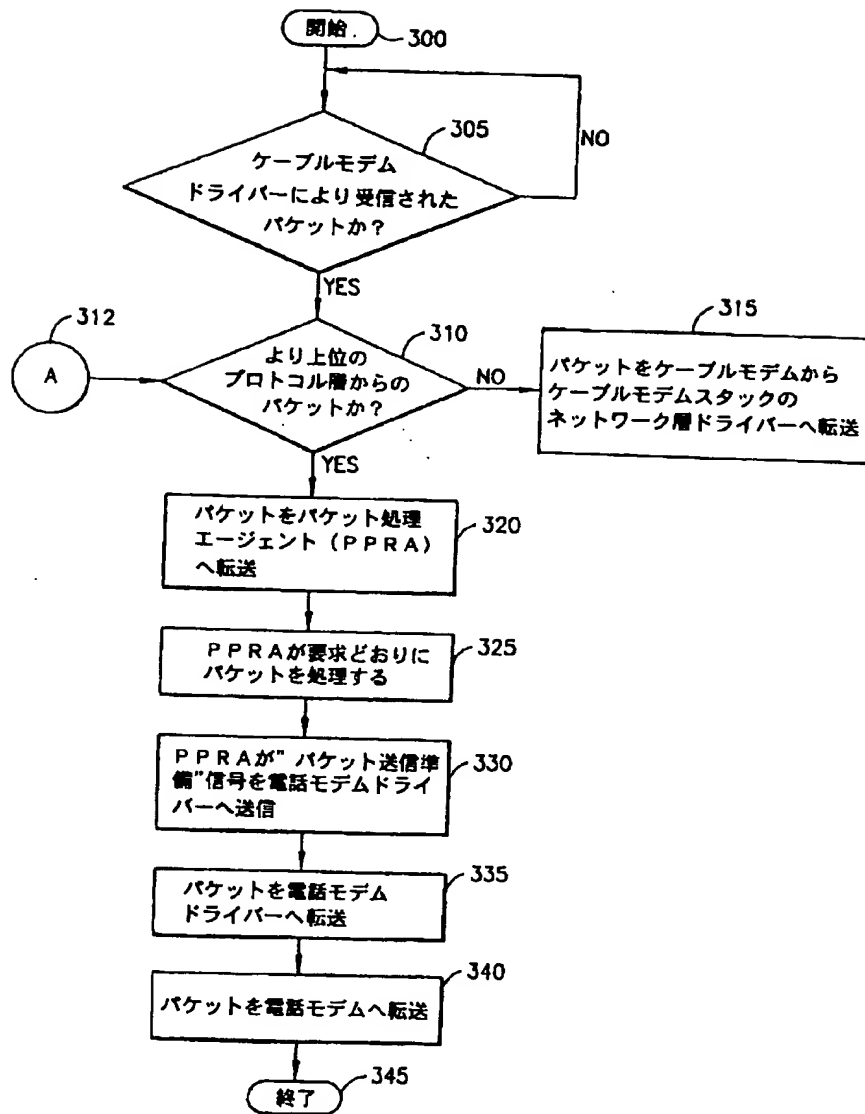 開始
300
305
ケーブルモデム
ドライバーにより受信された
パケットか?
NO
YES
312
A
310
より上位の
プロトコル層からの
パケットか?
NO
315
パケットをケーブルモデムから
ケーブルモデムスタックの
ネットワーク層ドライバーへ転送
YES
パケットをパケット処理
エージェント(PPRA)
へ転送
320
PPRAが要求どおりに
パケットを処理する
325
PPRAが"パケット送信準
備"信号を電話モデムドライ
バーへ送信
330
パケットを電話モデム
ドライバーへ転送
335
パケットを電話モデムへ転送
340
終了
345